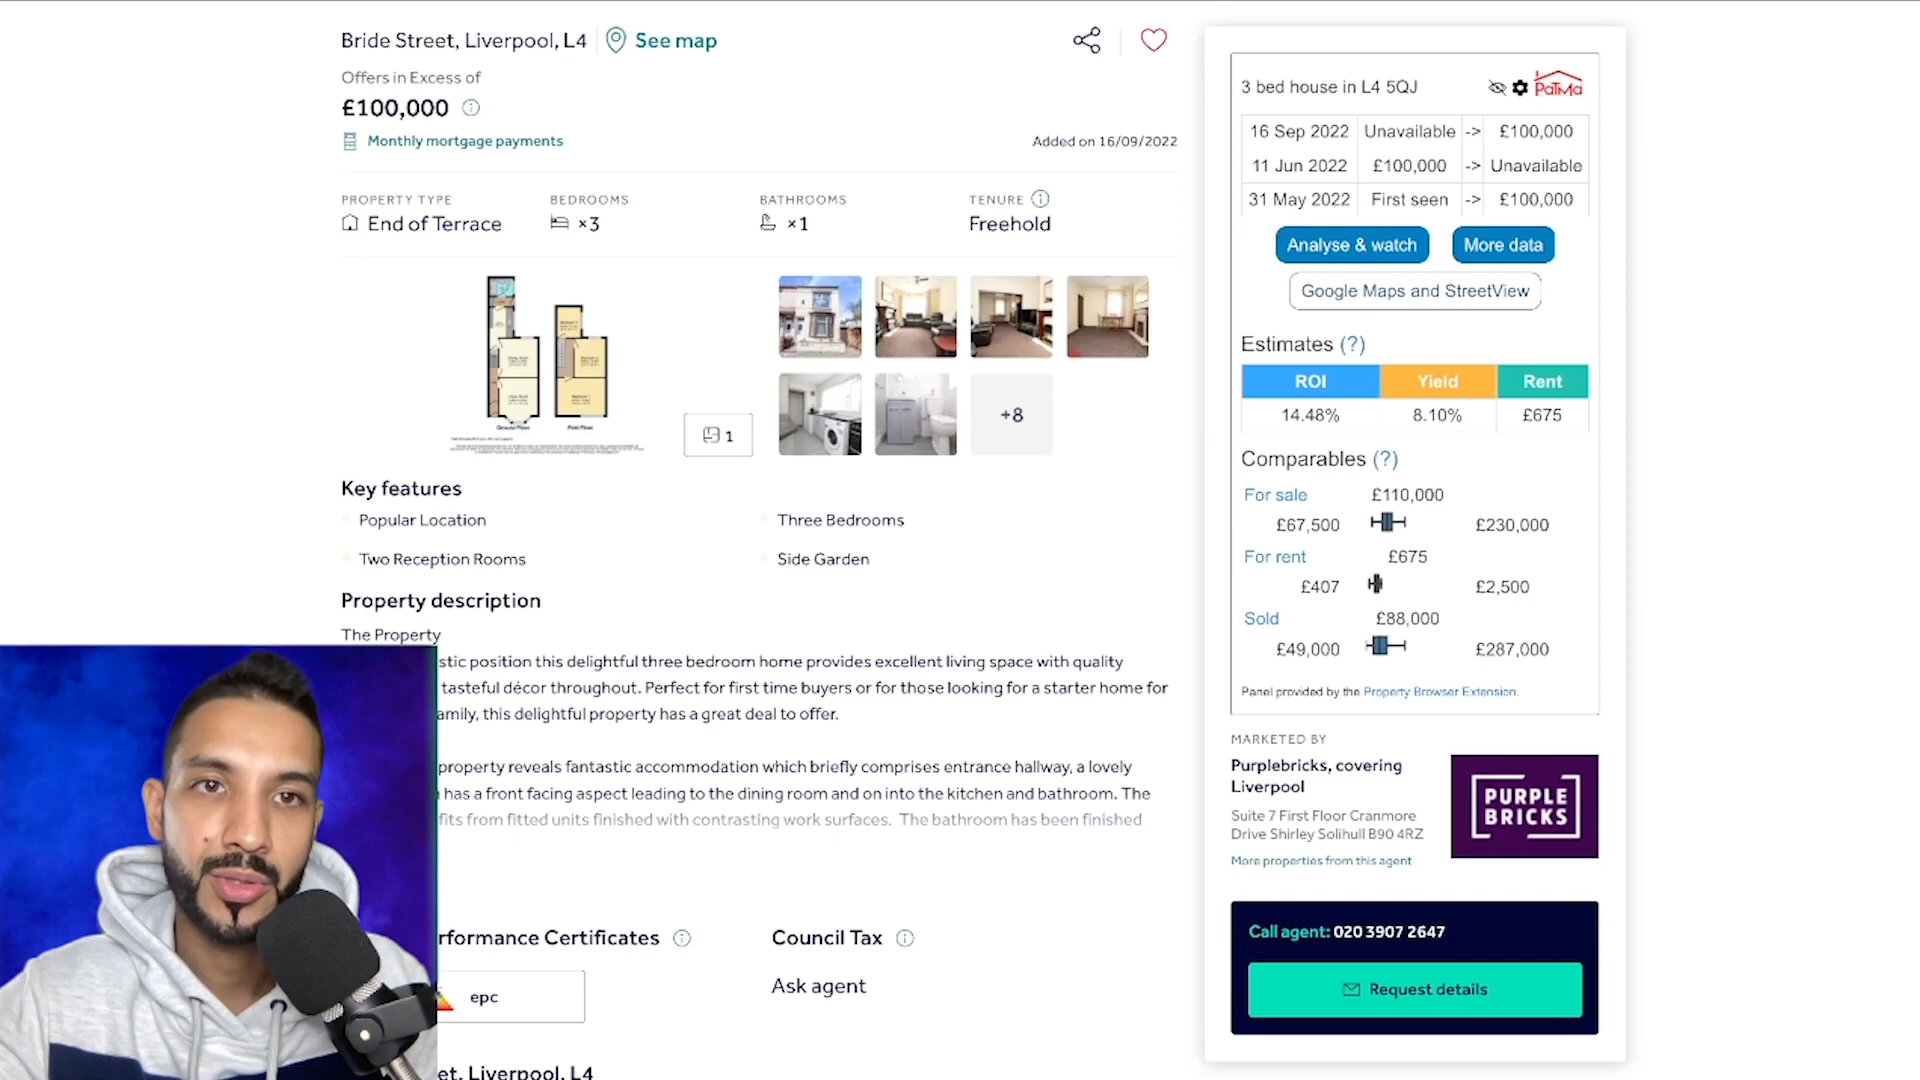 Bride Street, Liverpool, L4
See map
Offers in Excess of
£100,000
Monthly mortgage payments
Added on 16/09/2022
PROPERTY TYPE
End of Terrace
BEDROOMS
×3
BATHROOMS
×1
TENURE
Freehold
Ground Floor
First Floor
1
+8
Key features
Popular Location
Three Bedrooms
Two Reception Rooms
Side Garden
Property description
The Property
stic position this delightful three bedroom home provides excellent living space with quality
tasteful décor throughout. Perfect for first time buyers or for those looking for a starter home for
amily, this delightful property has a great deal to offer.
property reveals fantastic accommodation which briefly comprises entrance hallway, a lovely
has a front facing aspect leading to the dining room and on into the kitchen and bathroom. The
fits from fitted units finished with contrasting work surfaces. The bathroom has been finished
rformance Certificates
epc
Council Tax
Ask agent
et, Liverpool, L4
3 bed house in L4 5QJ
PaTMa
16 Sep 2022 Unavailable -> £100,000
11 Jun 2022 £100,000 -> Unavailable
31 May 2022 First seen -> £100,000
Analyse & watch
More data
Google Maps and StreetView
Estimates (?)
ROI Yield Rent
14.48% 8.10% £675
Comparables (?)
For sale £110,000
£67,500 £230,000
For rent £675
£407 £2,500
Sold £88,000
£49,000 £287,000
Panel provided by the Property Browser Extension.
MARKETED BY
Purplebricks, covering
Liverpool
Suite 7 First Floor Cranmore
Drive Shirley Solihull B90 4RZ
More properties from this agent
PURPLE
BRICKS
Call agent: 020 3907 2647
Request details